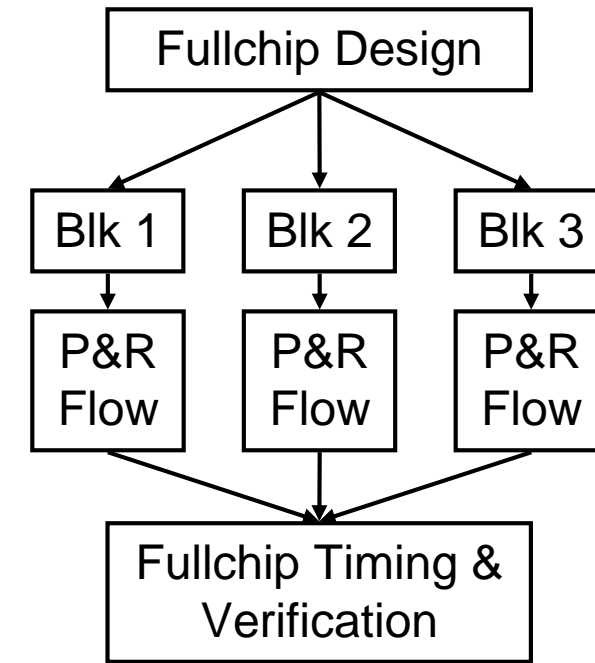 Fullchip Design
Blk 1
Blk 2
Blk 3
P&R
Flow
P&R
Flow
P&R
Flow
Fullchip Timing &
Verification